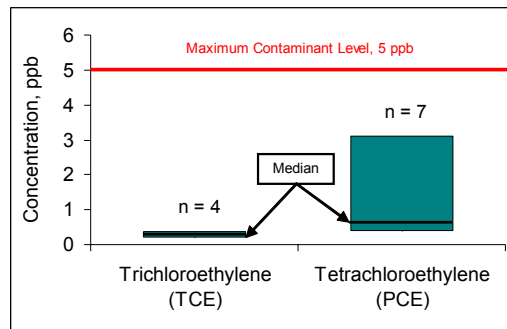 Maximum Contaminant Level, 5 ppb
Concentration, ppb
6
5
4
3
2
1
0
n = 4
n = 7
Median
Trichloroethylene
(TCE)
Tetrachloroethylene
(PCE)